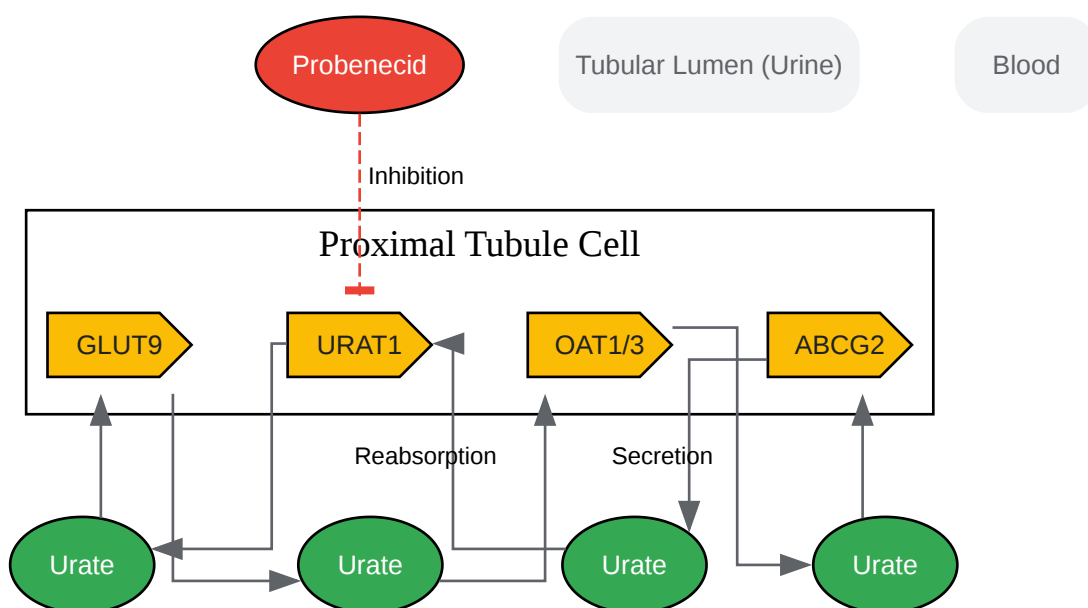 Probenecid
Tubular Lumen (Urine)
Blood
Inhibition
Proximal Tubule Cell
GLUT9
URAT1
OAT1/3
ABCG2
Reabsorption
Secretion
Urate
Urate
Urate
Urate